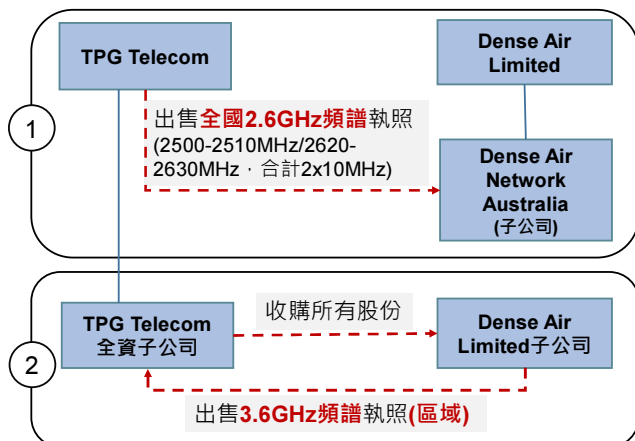 TPG Telecom
Dense Air
Limited
1
出售全國2.6GHz頻譜執照
(2500-2510MHz/2620-
2630MHz，合計2x10MHz)
Dense Air
Network
Australia
(子公司)
2
TPG Telecom
全資子公司
收購所有股份
Dense Air
Limited子公司
出售3.6GHz頻譜執照(區域)